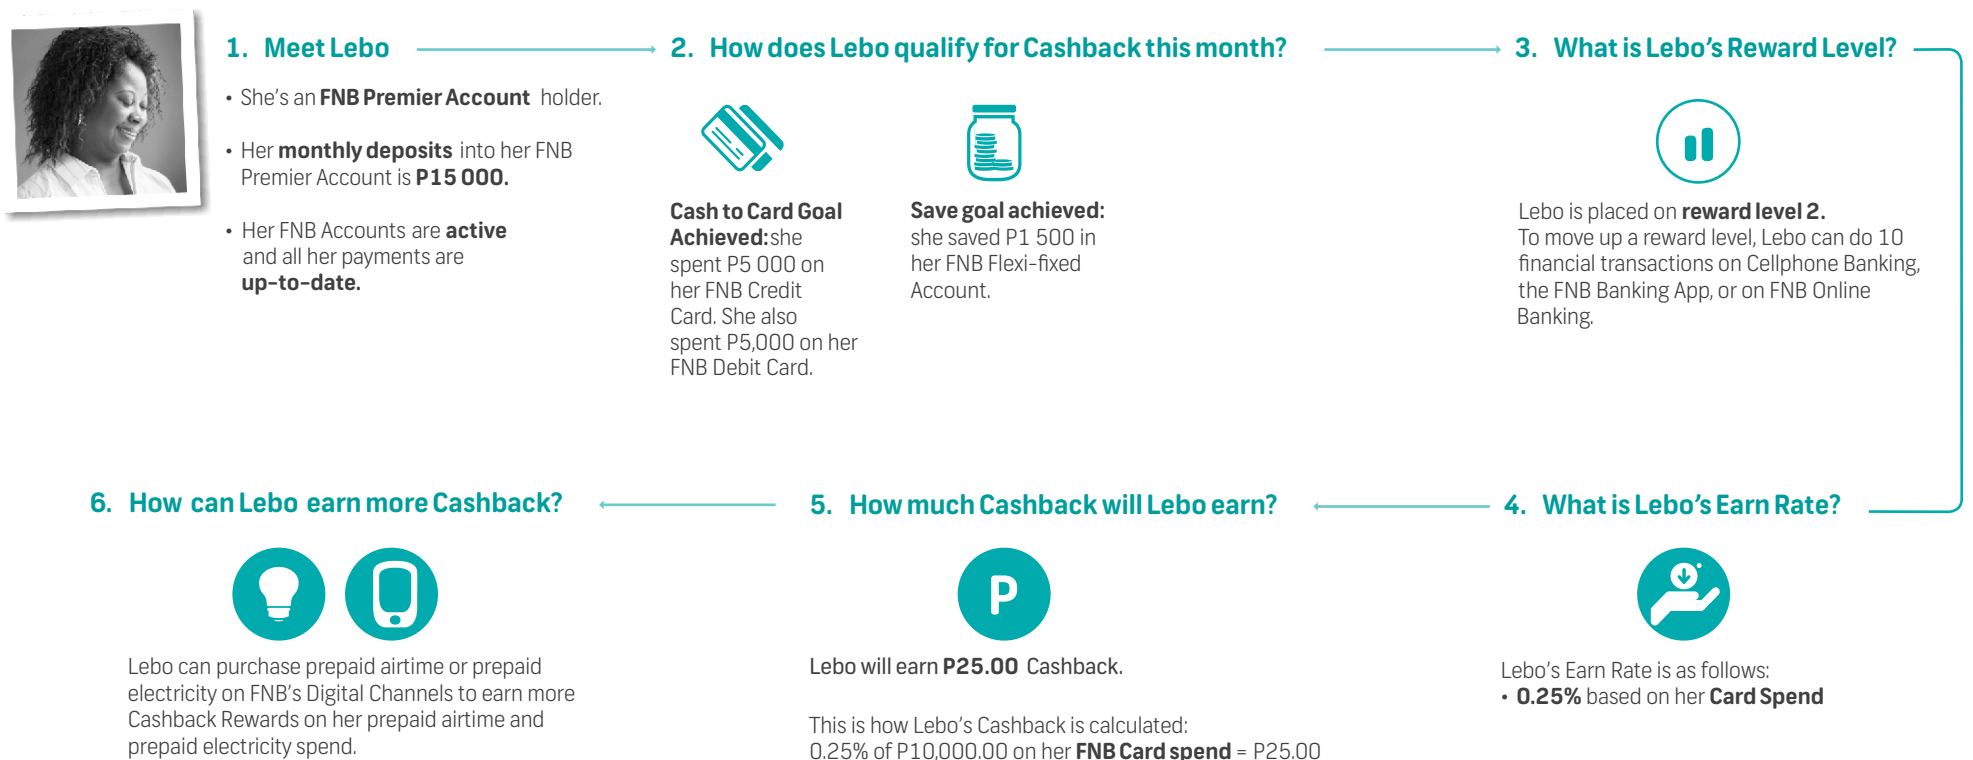 1. Meet Lebo
• She's an FNB Premier Account holder.
• Her monthly deposits into her FNB
Premier Account is P15 000.
• Her FNB Accounts are active
and all her payments are
up-to-date.
2. How does Lebo qualify for Cashback this month?
Cash to Card Goal
Achieved: she
spent P5 000 on
her FNB Credit
Card. She also
spent P5,000 on her
FNB Debit Card.
Save goal achieved:
she saved P1 500 in
her FNB Flexi-fixed
Account.
3. What is Lebo's Reward Level?
Lebo is placed on reward level 2.
To move up a reward level, Lebo can do 10
financial transactions on Cellphone Banking,
the FNB Banking App, or on FNB Online
Banking.
4. What is Lebo's Earn Rate?
Lebo's Earn Rate is as follows:
• 0.25% based on her Card Spend
5. How much Cashback will Lebo earn?
P
Lebo will earn P25.00 Cashback.
This is how Lebo's Cashback is calculated:
0.25% of P10,000.00 on her FNB Card spend = P25.00
6. How can Lebo earn more Cashback?
Lebo can purchase prepaid airtime or prepaid
electricity on FNB's Digital Channels to earn more
Cashback Rewards on her prepaid airtime and
prepaid electricity spend.